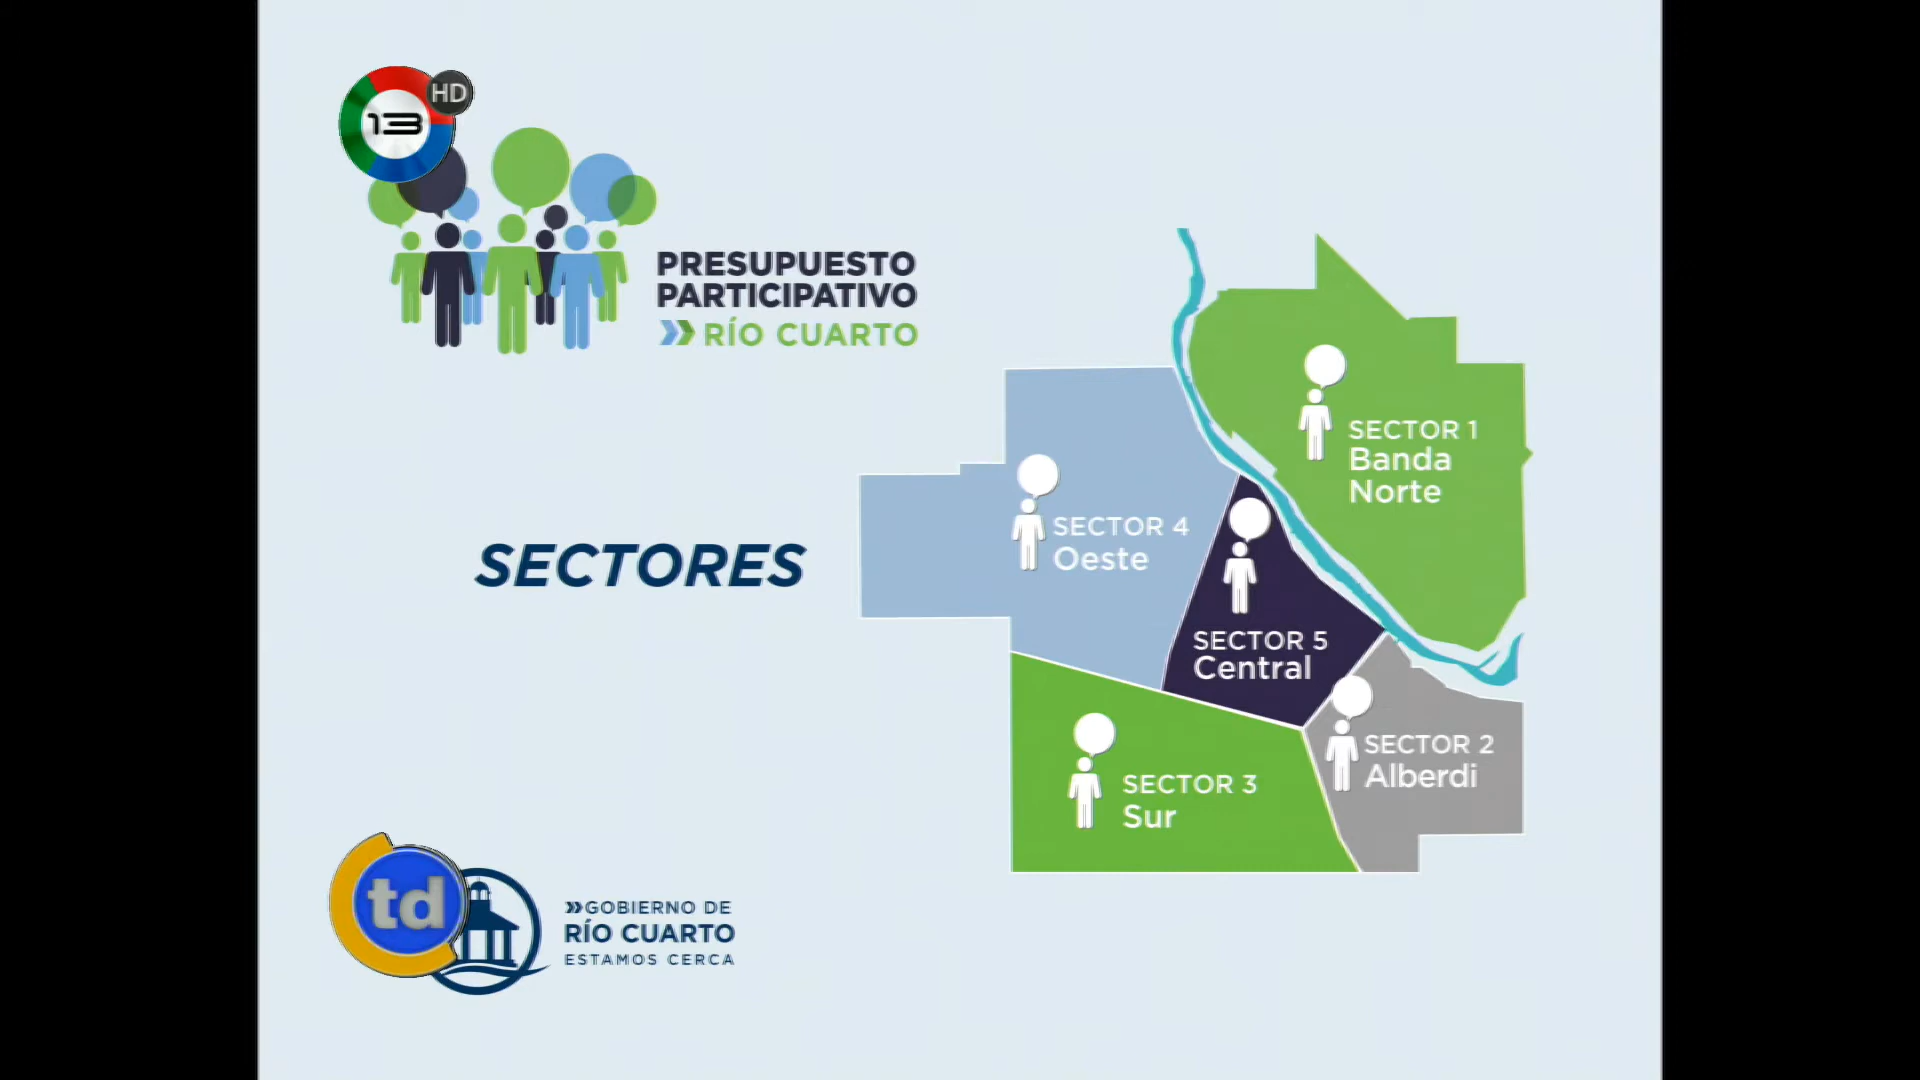 13
HD
PRESUPUESTO
PARTICIPATIVO
RÍO CUARTO
SECTOR 1
Banda
Norte
SECTOR 4
Oeste
SECTORES
SECTOR 5
Central
SECTOR 2
Alberdi
SECTOR 3
Sur
td
GOBIERNO DE
RÍO CUARTO
ESTAMOS CERCA